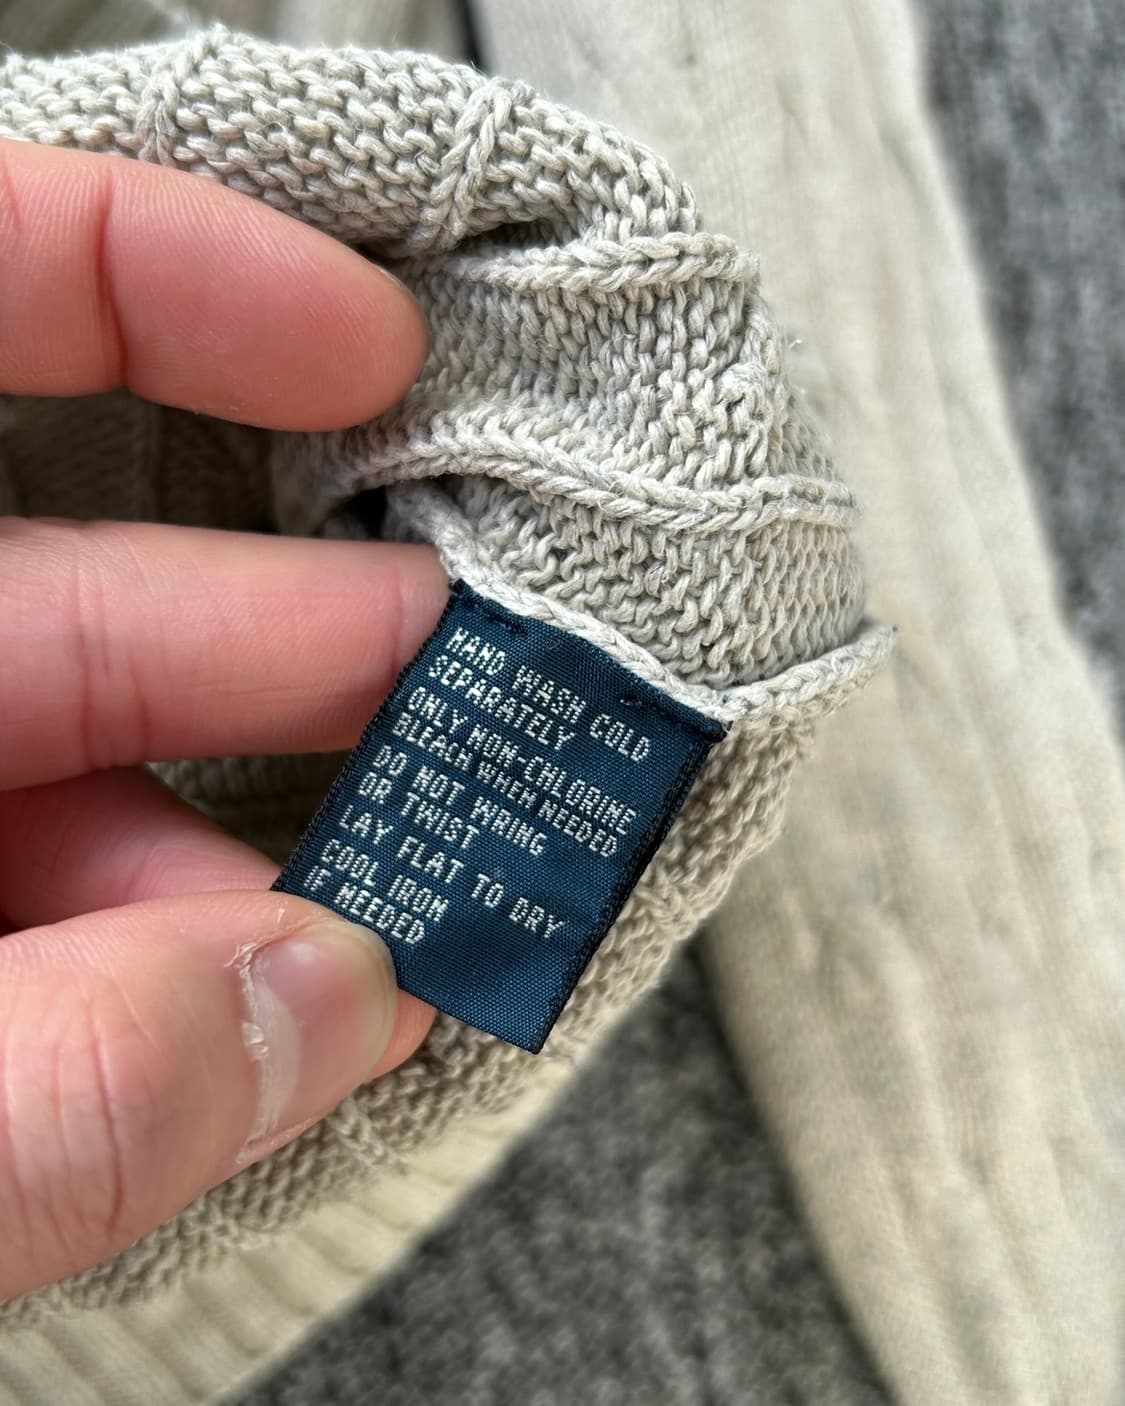 HAND WASH COLD
SEPARATELY
ONLY NON-CHLORINE
BLEACH WHEN NEEDED
DO NOT WRING
OR TWIST
LAY FLAT TO DRY
COOL IRON
IF NEEDED